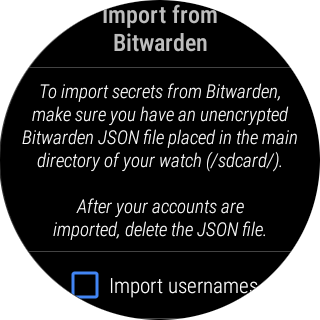 Import from
Bitwarden
To import secrets from Bitwarden,
make sure you have an unencrypted
Bitwarden JSON file placed in the main
directory of your watch (/sdcard/).
After your accounts are
imported, delete the JSON file.
Import usernames